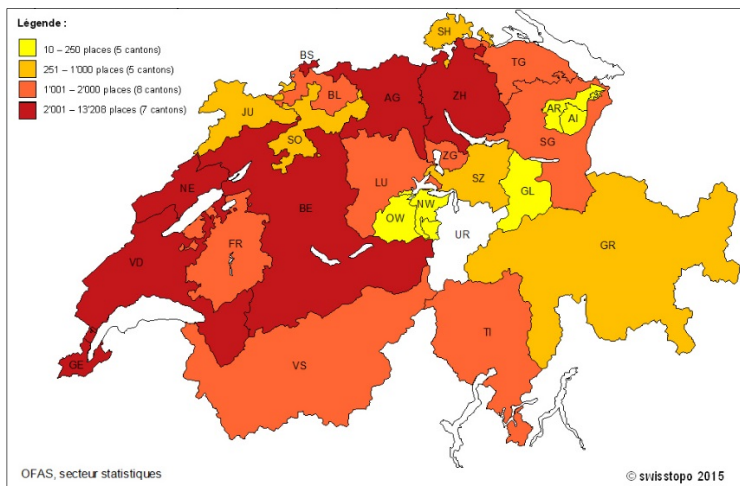 Légende :
10 – 250 places (5 cantons)
251 – 1'000 places (5 cantons)
1'001 – 2'000 places (8 cantons)
2'001 – 13'208 places (7 cantons)
SH
BS
TG
BL
AG
ZH
JU
AR
AI
SO
SG
ZG
LU
SZ
NE
GL
NW
OW
BE
UR
FR
GR
VD
TI
GE
VS
OFAS, secteur statistiques
© swisstopo 2015